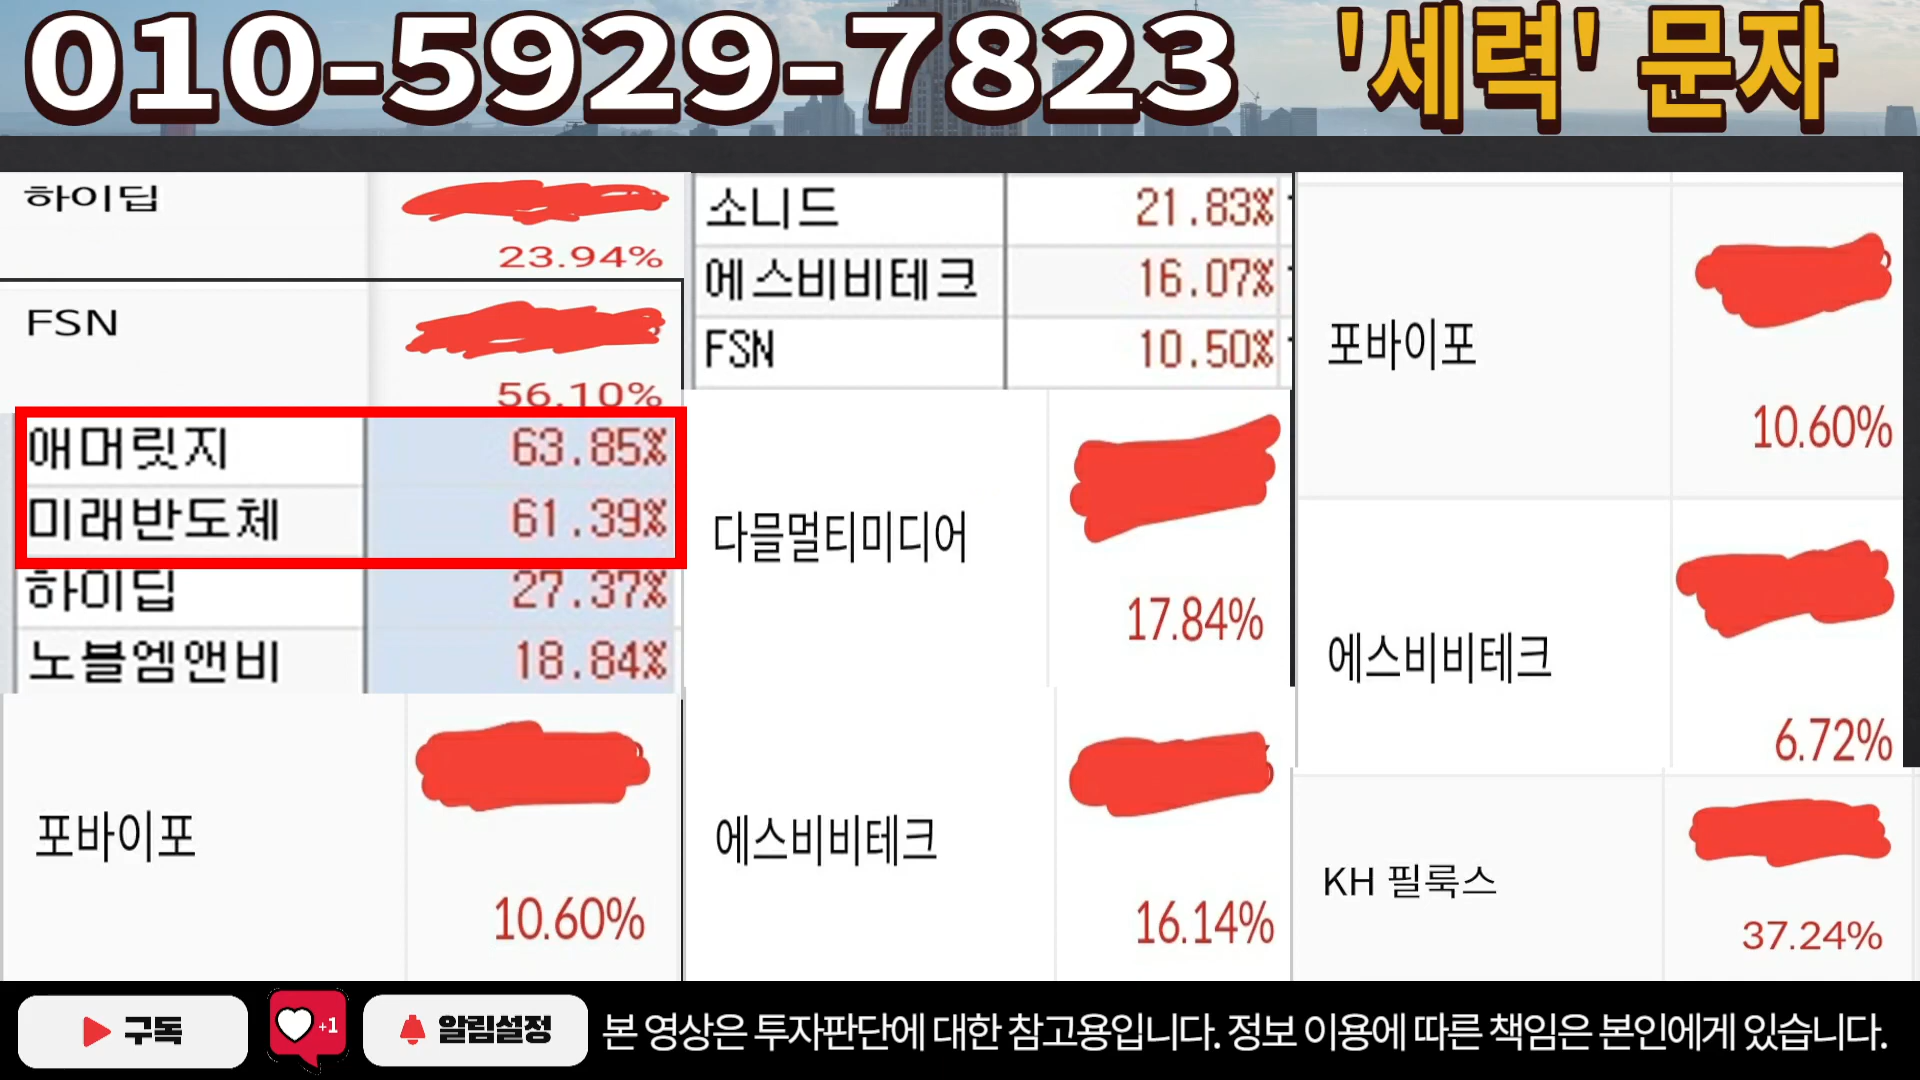 010-5929-7823 '세력' 문자
하이딥
23.94%
FSN
56.10%
애머릿지 63.85%
미래반도체 61.39%
하이딥 27.37%
노블엠앤비 18.84%
포바이포
10.60%
소니드 21.83%
에스비비테크 16.07%
FSN 10.50%
다믈멀티미디어
17.84%
에스비비테크
16.14%
포바이포
10.60%
에스비비테크
6.72%
KH 필룩스
37.24%
구독 +1 알림설정 본 영상은 투자판단에 대한 참고용입니다. 정보 이용에 따른 책임은 본인에게 있습니다.